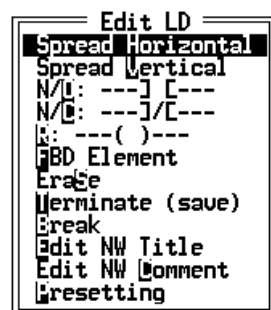 Edit LD
Spread Horizontal
Spread Vertical
N/O: ---] [---
N/C: ---]/[---
R: ---( )---
FBD Element
EraSe
Terminate (save)
Break
Edit NW Title
Edit NW Comment
Presetting